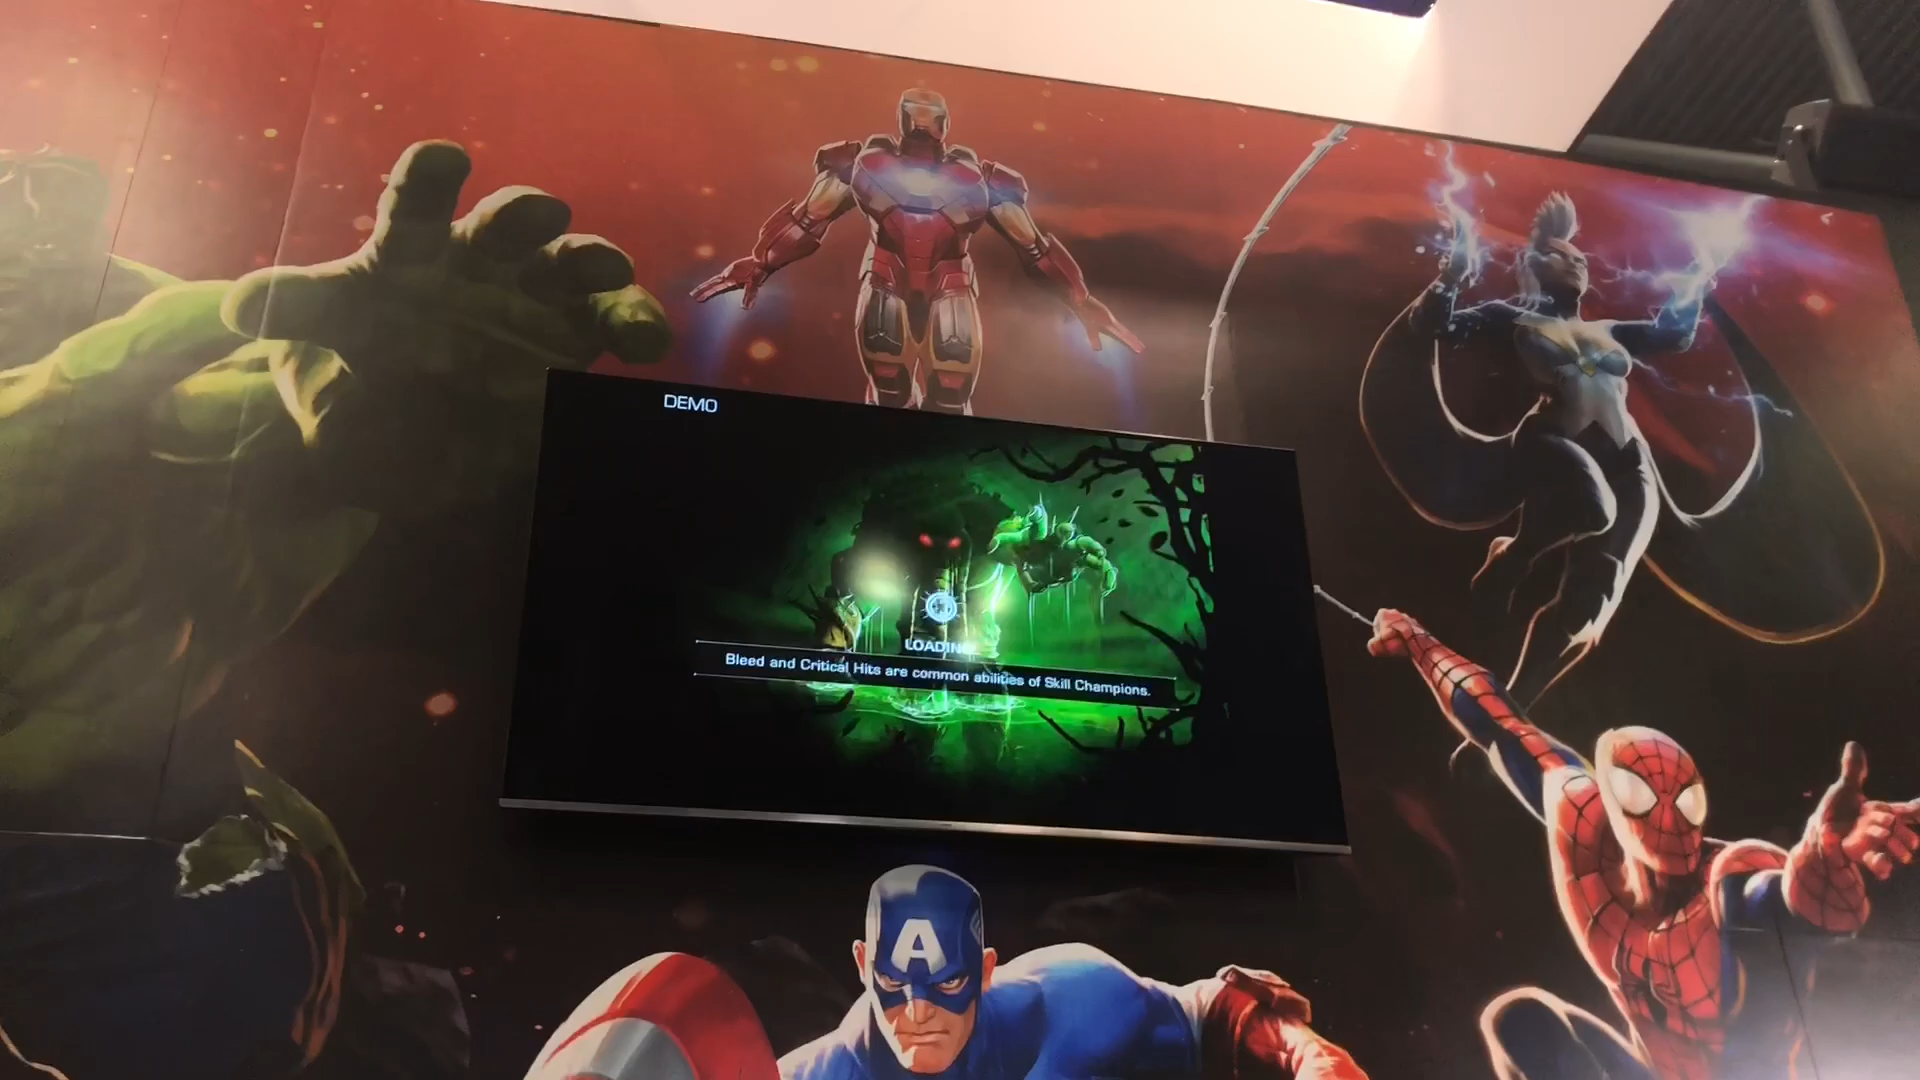 DEMO
LOADING
Bleed and Critical Hits are common abilities of Skill Champions.
A